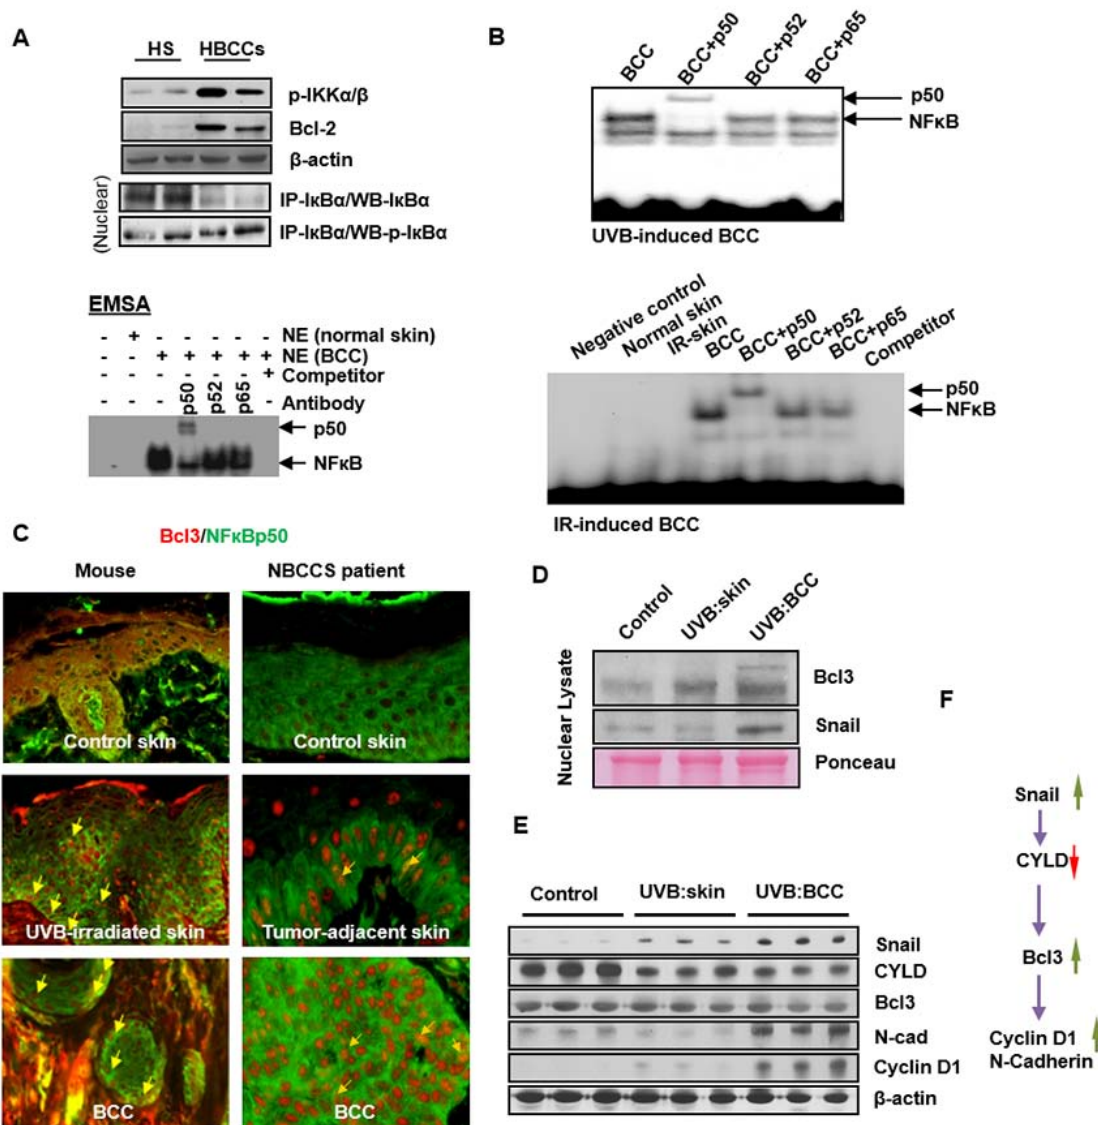 A
HS HBCCs
p-IKKα/β
Bcl-2
β-actin
(Nuclear)
IP-IκBα/WB-IκBα
IP-IκBα/WB-p-IκBα
EMSA
- + - - - - - NE (normal skin)
- - + + + + + NE (BCC)
- - - - - - + Competitor
- - - p50 p52 p65 - Antibody
p50
NFκB
B
BCC BCC+p50 BCC+p52 BCC+p65
p50
NFκB
UVB-induced BCC
Negative control Normal skin IR-skin BCC BCC+p50 BCC+p52 BCC+p65 Competitor
p50
NFκB
IR-induced BCC
C
Bcl3/NFκBp50
Mouse NBCCS patient
Control skin Control skin
UVB-irradiated skin Tumor-adjacent skin
BCC BCC
D
Control UVB:skin UVB:BCC
Nuclear Lysate
Bcl3
Snail
Ponceau
E
Control UVB:skin UVB:BCC
Snail
CYLD
Bcl3
N-cad
Cyclin D1
β-actin
F
Snail
CYLD
Bcl3
Cyclin D1
N-Cadherin